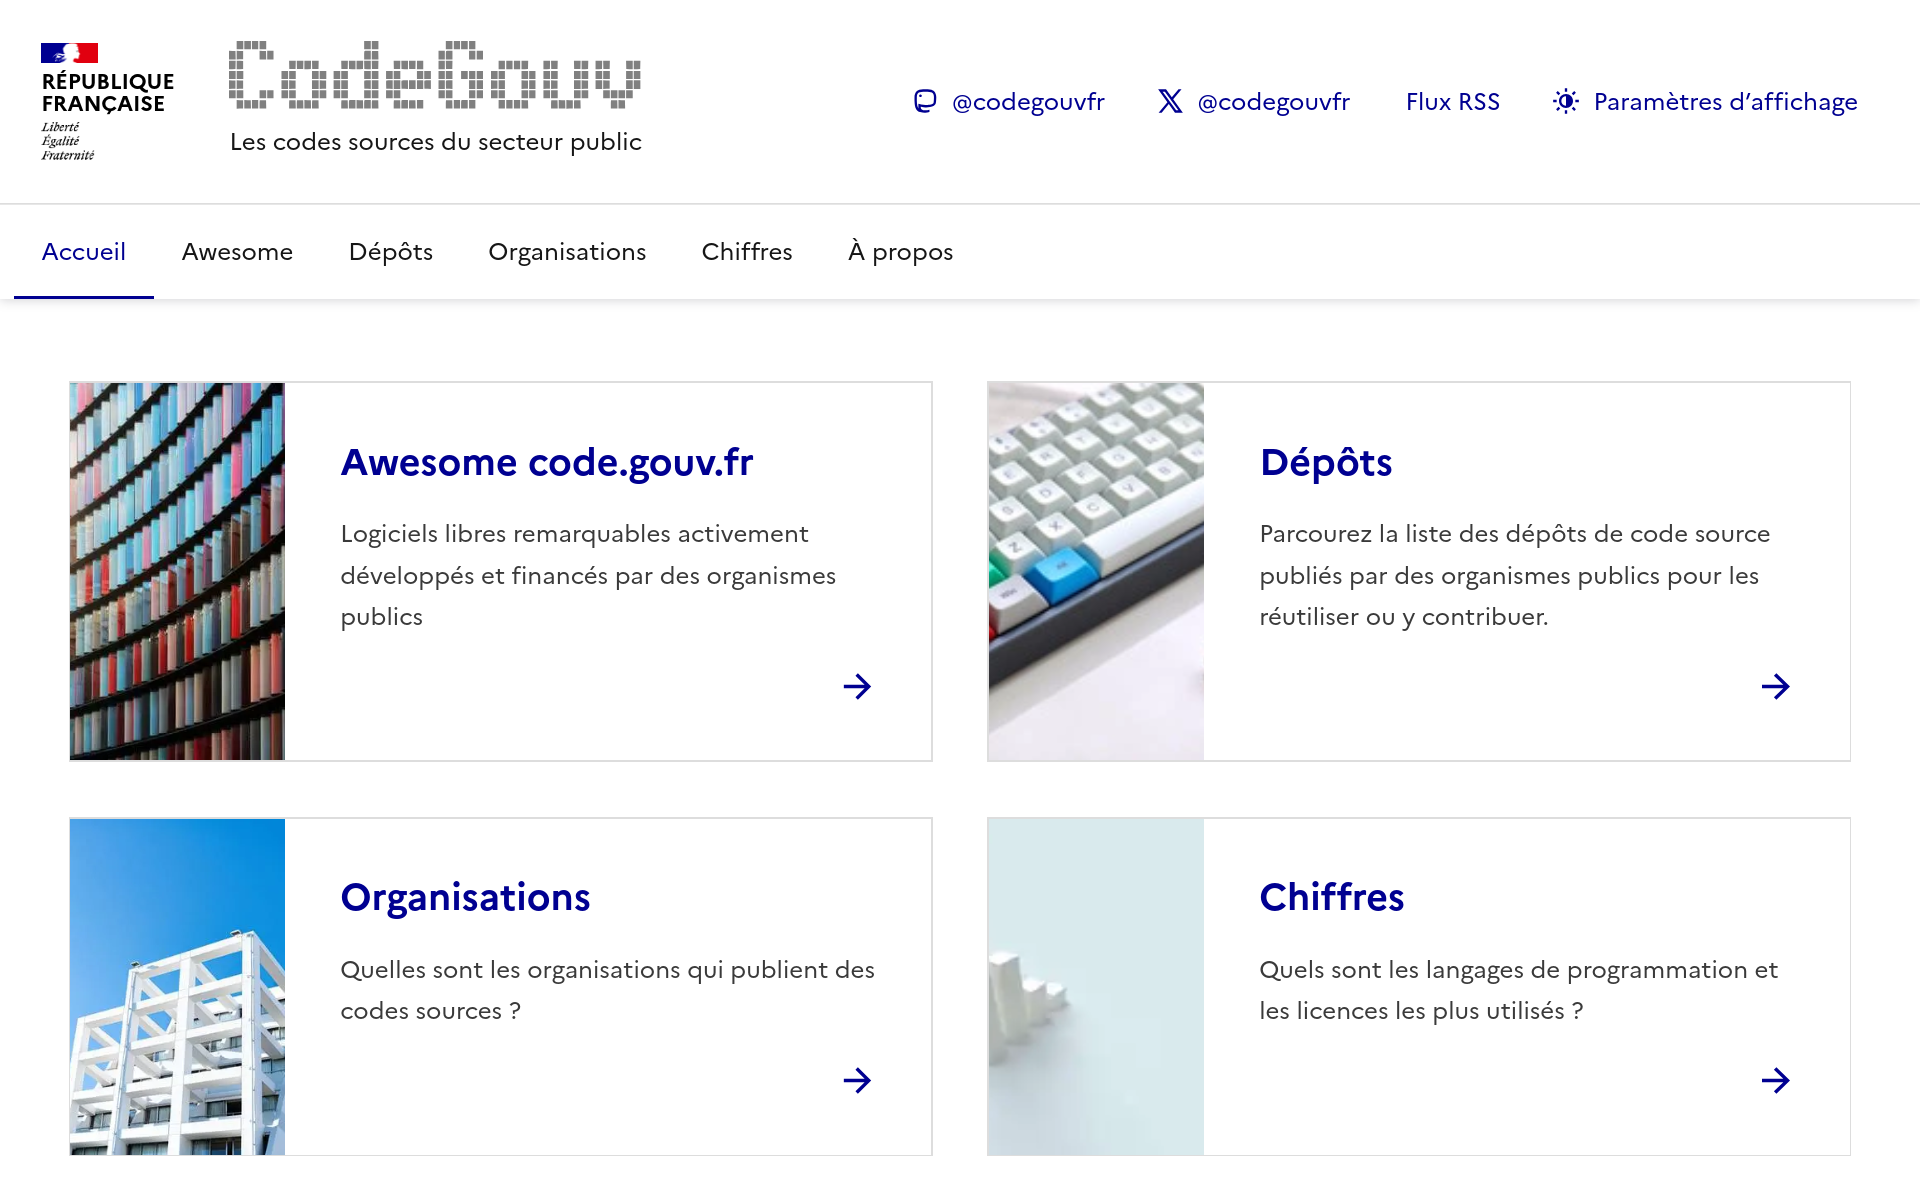 RÉPUBLIQUE
FRANÇAISE
Liberté
Égalité
Fraternité
CodeGouv
Les codes sources du secteur public
@codegouvfr
@codegouvfr
Flux RSS
Paramètres d’affichage
Accueil
Awesome
Dépôts
Organisations
Chiffres
À propos
Awesome code.gouv.fr
Logiciels libres remarquables activement
développés et financés par des organismes
publics
Dépôts
Parcourez la liste des dépôts de code source
publiés par des organismes publics pour les
réutiliser ou y contribuer.
Organisations
Quelles sont les organisations qui publient des
codes sources ?
Chiffres
Quels sont les langages de programmation et
les licences les plus utilisés ?